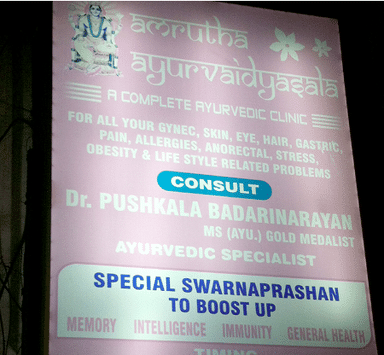 amrutha
ayurvaidyasala
A COMPLETE AYURVEDIC CLINIC
FOR ALL YOUR GYNEC, SKIN, EYE, HAIR, GASTRIC,
PAIN, ALLERGIES, ANORECTAL, STRESS,
OBESITY & LIFE STYLE RELATED PROBLEMS
CONSULT
Dr. PUSHKALA BADARINARAYAN
MS (AYU.) GOLD MEDALIST
AYURVEDIC SPECIALIST
SPECIAL SWARNAPRASHAN
TO BOOST UP
MEMORY INTELLIGENCE IMMUNITY GENERAL HEALTH
TIMING